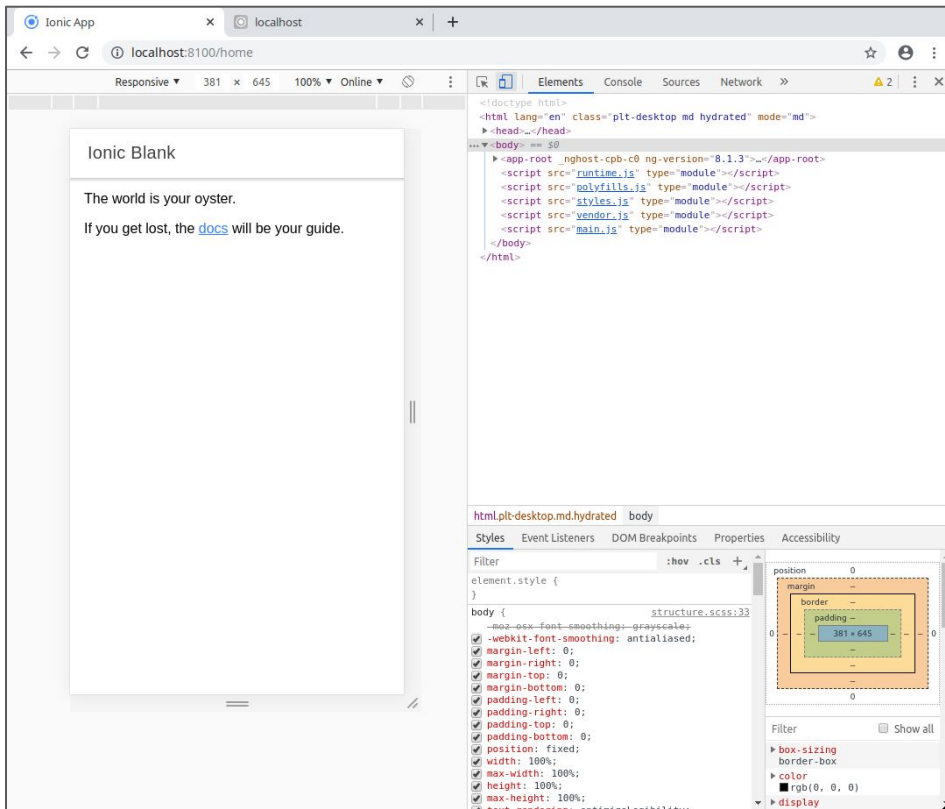 Ionic App × localhost × +
localhost:8100/home
Responsive ▼ 381 × 645 100% ▼ Online ▼
Elements Console Sources Network » 2
Ionic Blank
The world is your oyster.
If you get lost, the docs will be your guide.
<!doctype html>
<html lang="en" class="plt-desktop md hydrated" mode="md">
▶<head>…</head>
…▼<body> == $0
▶<app-root _nghost-cpb-c0 ng-version="8.1.3">…</app-root>
<script src="runtime.js" type="module"></script>
<script src="polyfills.js" type="module"></script>
<script src="styles.js" type="module"></script>
<script src="vendor.js" type="module"></script>
<script src="main.js" type="module"></script>
</body>
</html>
html.plt-desktop.md.hydrated body
Styles Event Listeners DOM Breakpoints Properties Accessibility
Filter :hov .cls +
element.style {
}
body { structure.scss:33
-moz-osx-font-smoothing: grayscale;
-webkit-font-smoothing: antialiased;
margin-left: 0;
margin-right: 0;
margin-top: 0;
margin-bottom: 0;
padding-left: 0;
padding-right: 0;
padding-top: 0;
padding-bottom: 0;
position: fixed;
width: 100%;
max-width: 100%;
height: 100%;
max-height: 100%;
text-rendering: optimizeLegibility;
position 0
margin –
border –
padding –
0 – – – 381 × 645 – – – 0
–
–
–
0
Filter Show all
▶box-sizing
border-box
▶color
rgb(0, 0, 0)
▶display